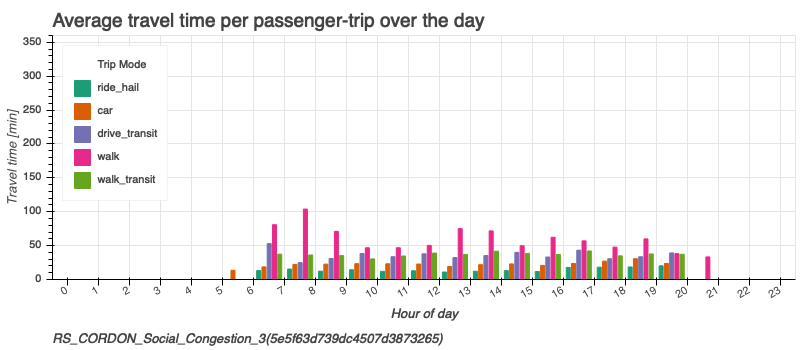 Average travel time per passenger-trip over the day
Travel time [min]
360
300
250
200
150
100
50
0
Trip Mode
ride_hail
car
drive_transit
walk
walk_transit
0 1 2 3 4 5 6 7 8 9 10 11 12 13 14 15 16 17 18 19 20 21 22 23
Hour of day
RS_CORDON_Social_Congestion_3(5e5f63d739dc4507d3873265)